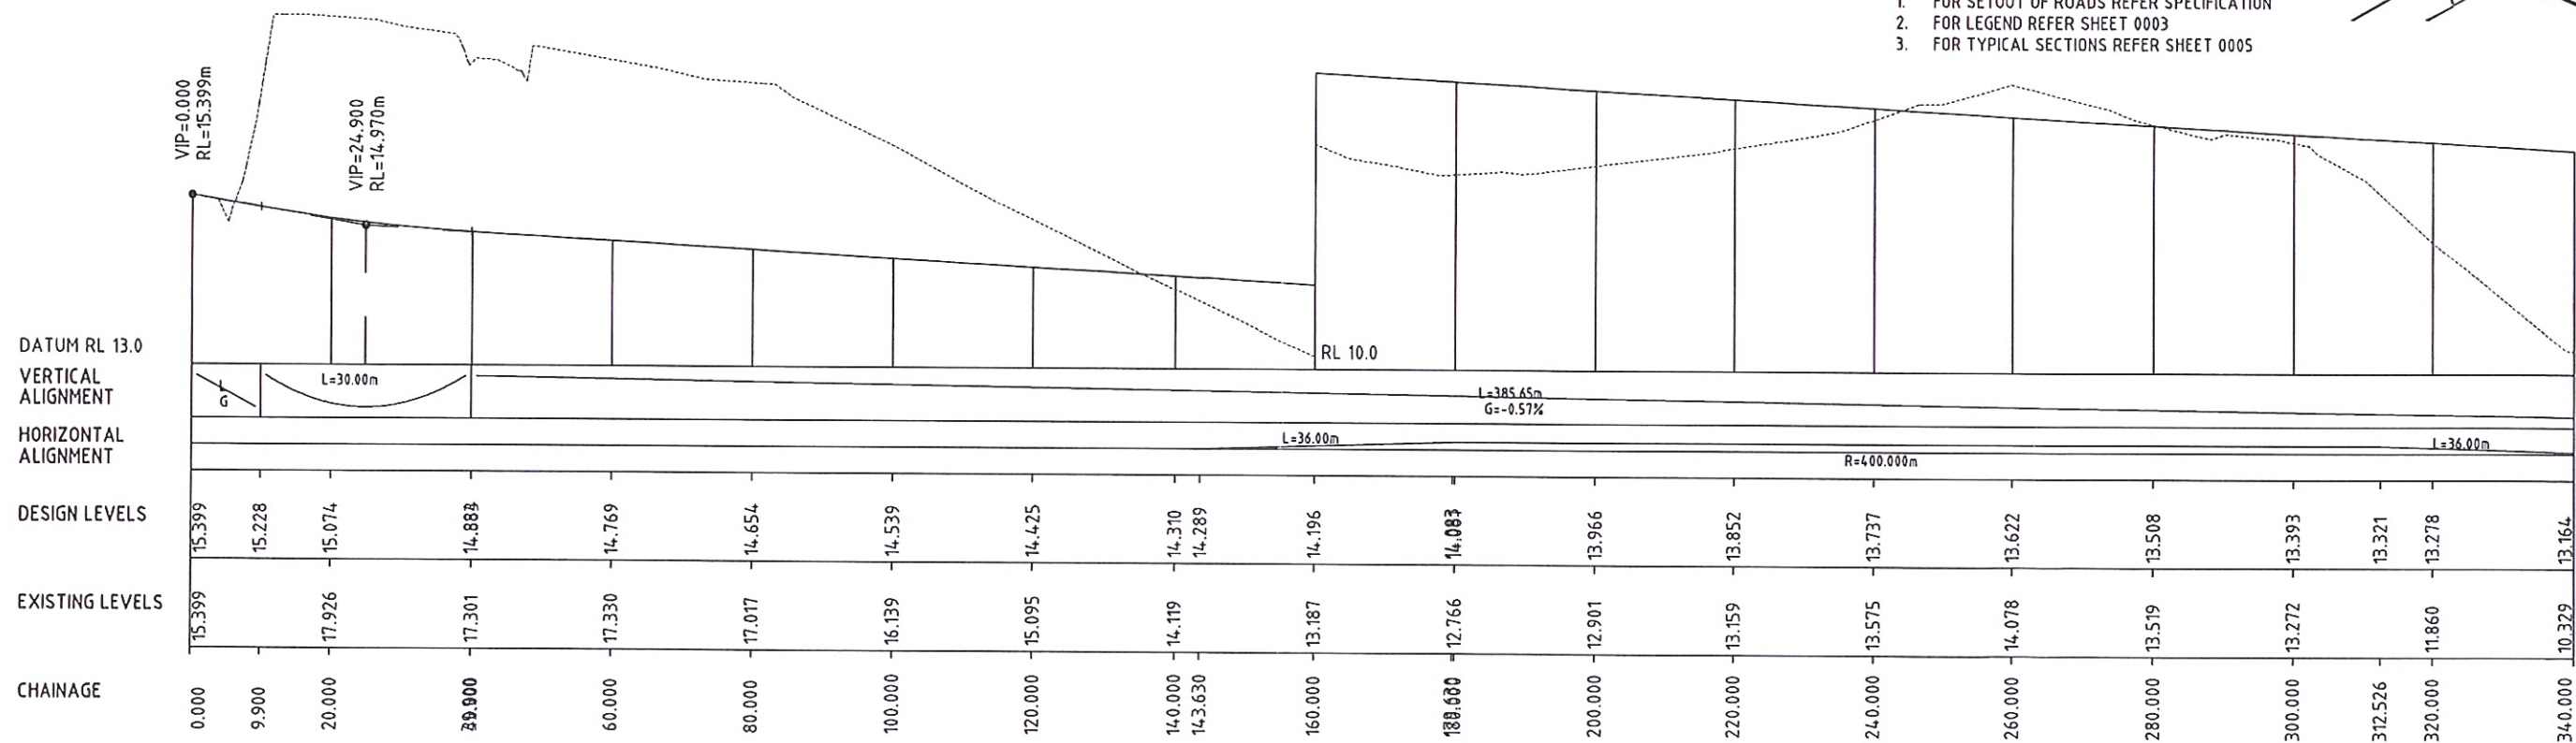 1. FOR SETOUT OF ROADS REFER SPECIFICATION
2. FOR LEGEND REFER SHEET 0003
3. FOR TYPICAL SECTIONS REFER SHEET 0005
VIP=0.000
RL=15.399m
VIP=24.900
RL=14.970m
DATUM RL 13.0
RL 10.0
VERTICAL
ALIGNMENT
L
G
L=30.00m
L=385.65m
G=-0.57%
HORIZONTAL
ALIGNMENT
L=36.00m
R=400.000m
L=36.00m
DESIGN LEVELS
15.399 15.228 15.074 14.769 14.654 14.539 14.425 14.310 14.289 14.196 13.966 13.852 13.737 13.622 13.508 13.393 13.321 13.278 13.164
EXISTING LEVELS
15.399 17.926 17.301 17.330 17.017 16.139 15.095 14.119 13.187 12.766 12.901 13.159 13.575 14.078 13.519 13.272 11.860 10.329
CHAINAGE
0.000 9.900 20.000 60.000 80.000 100.000 120.000 140.000 143.630 160.000 200.000 220.000 240.000 260.000 280.000 300.000 312.526 320.000 340.000